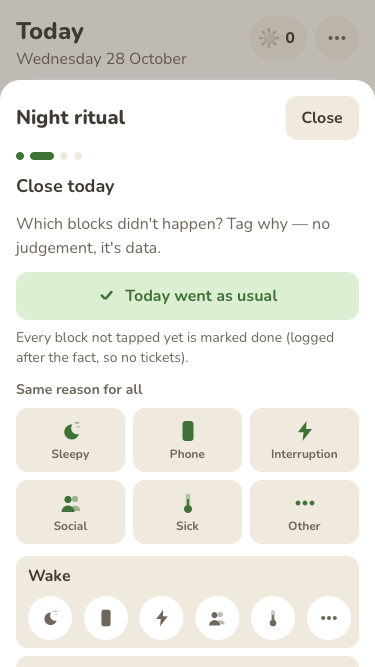 Today
Wednesday 28 October
0
Night ritual
Close
Close today
Which blocks didn't happen? Tag why — no
judgement, it's data.
Today went as usual
Every block not tapped yet is marked done (logged
after the fact, so no tickets).
Same reason for all
Sleepy
Phone
Interruption
Social
Sick
Other
Wake